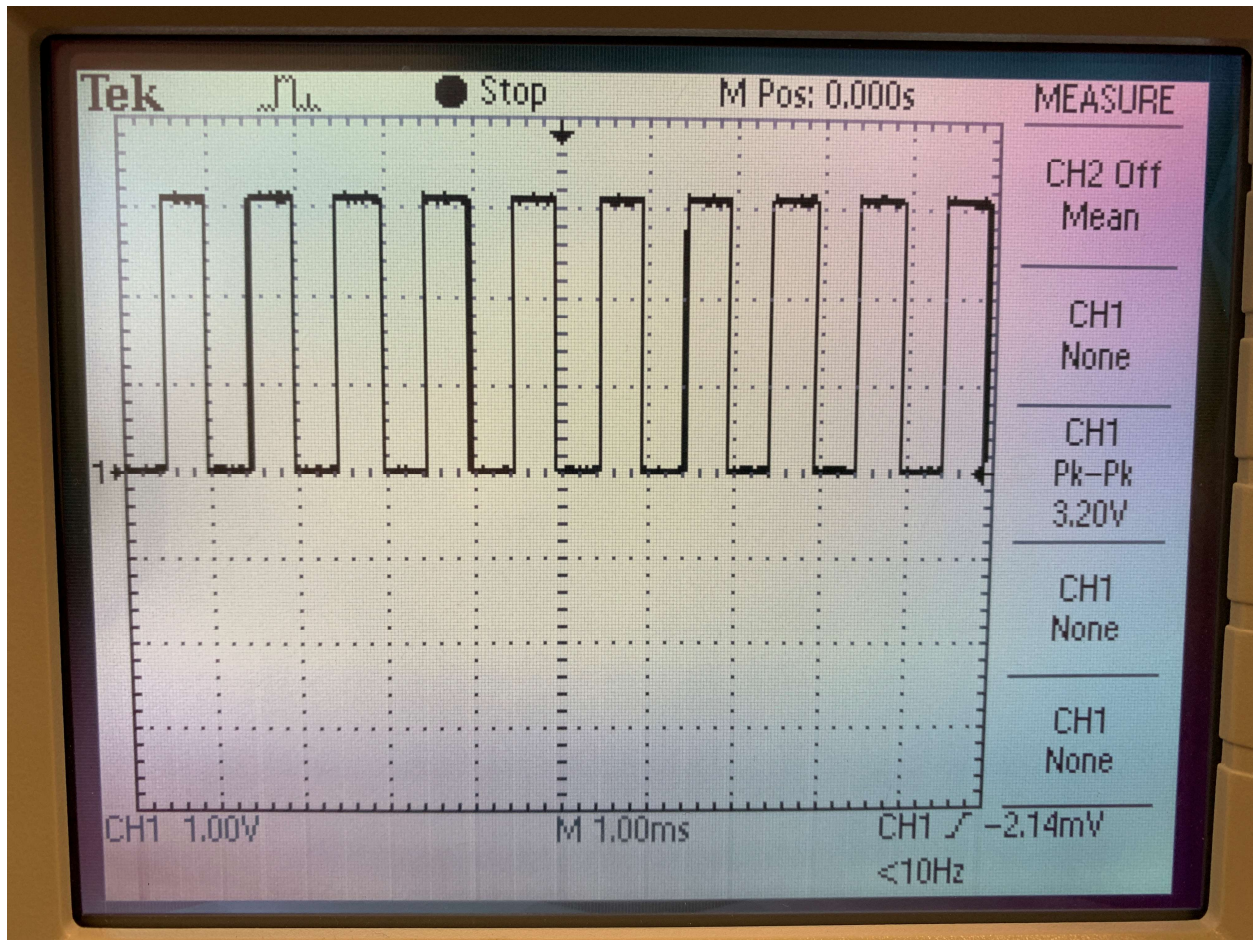 Tek Stop M Pos: 0.000s MEASURE
CH2 Off
Mean
CH1
None
CH1
Pk-Pk
3.20V
CH1
None
CH1
None
1
CH1 1.00V M 1.00ms CH1 -2.14mV
<10Hz